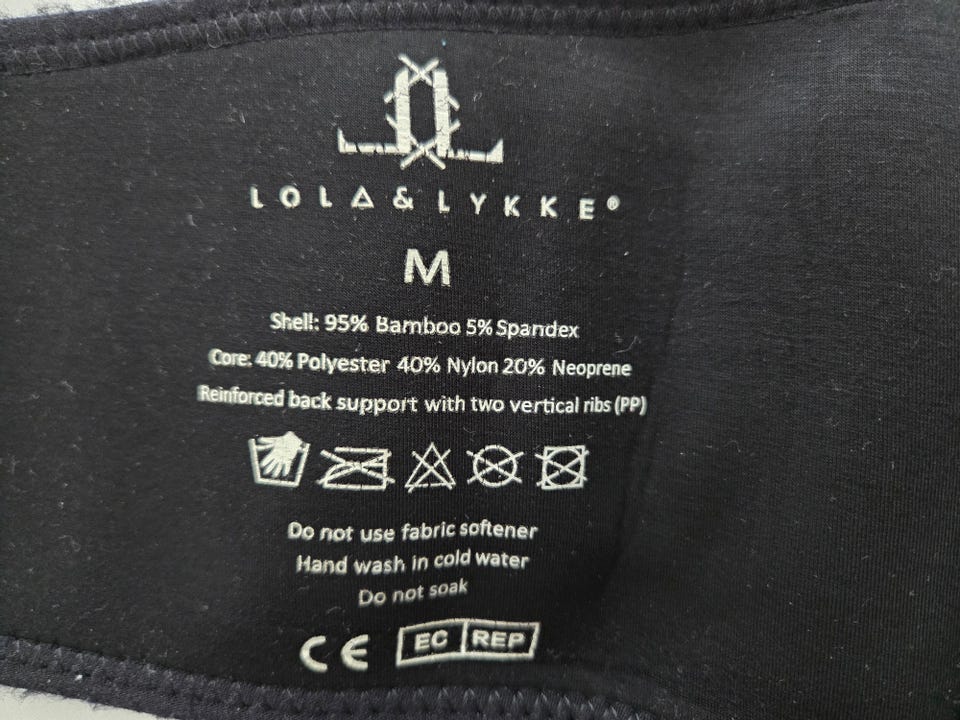 LOLA & LYKKE®
M
Shell: 95% Bamboo 5% Spandex
Core: 40% Polyester 40% Nylon 20% Neoprene
Reinforced back support with two vertical ribs (PP)
Do not use fabric softener
Hand wash in cold water
Do not soak
CE EC REP